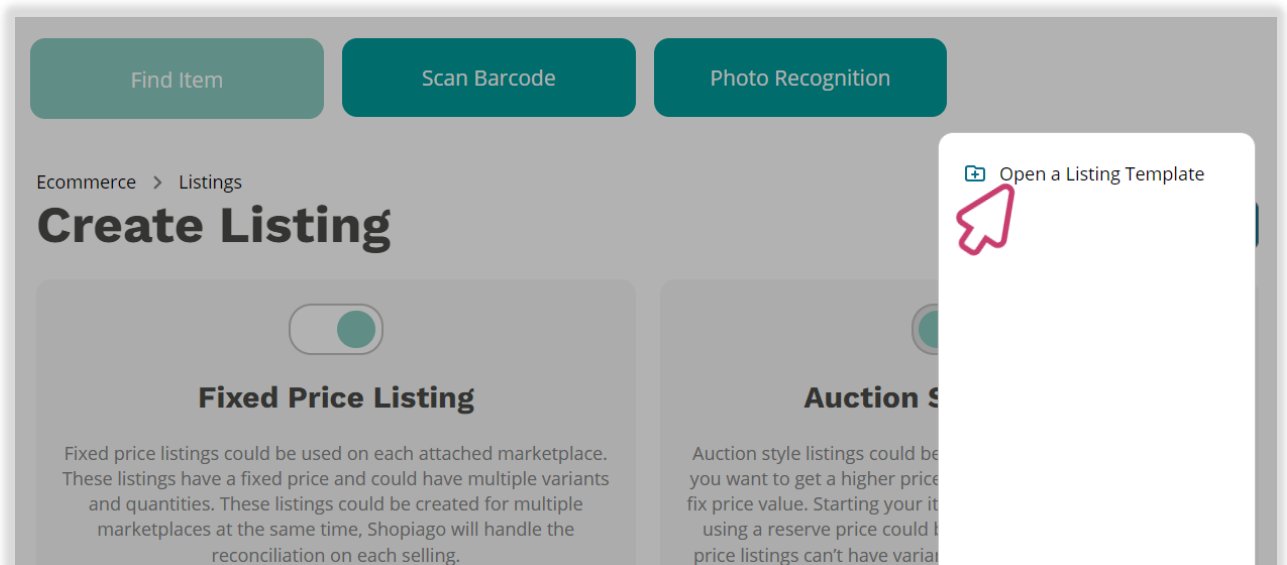 Find Item
Scan Barcode
Photo Recognition
Ecommerce > Listings
Create Listing
Open a Listing Template
Fixed Price Listing
Fixed price listings could be used on each attached marketplace.
These listings have a fixed price and could have multiple variants
and quantities. These listings could be created for multiple
marketplaces at the same time, Shopiago will handle the
reconciliation on each selling.
Auction
Auction style listings could be
you want to get a higher price
fix price value. Starting your
using a reserve price could
price listings can't have